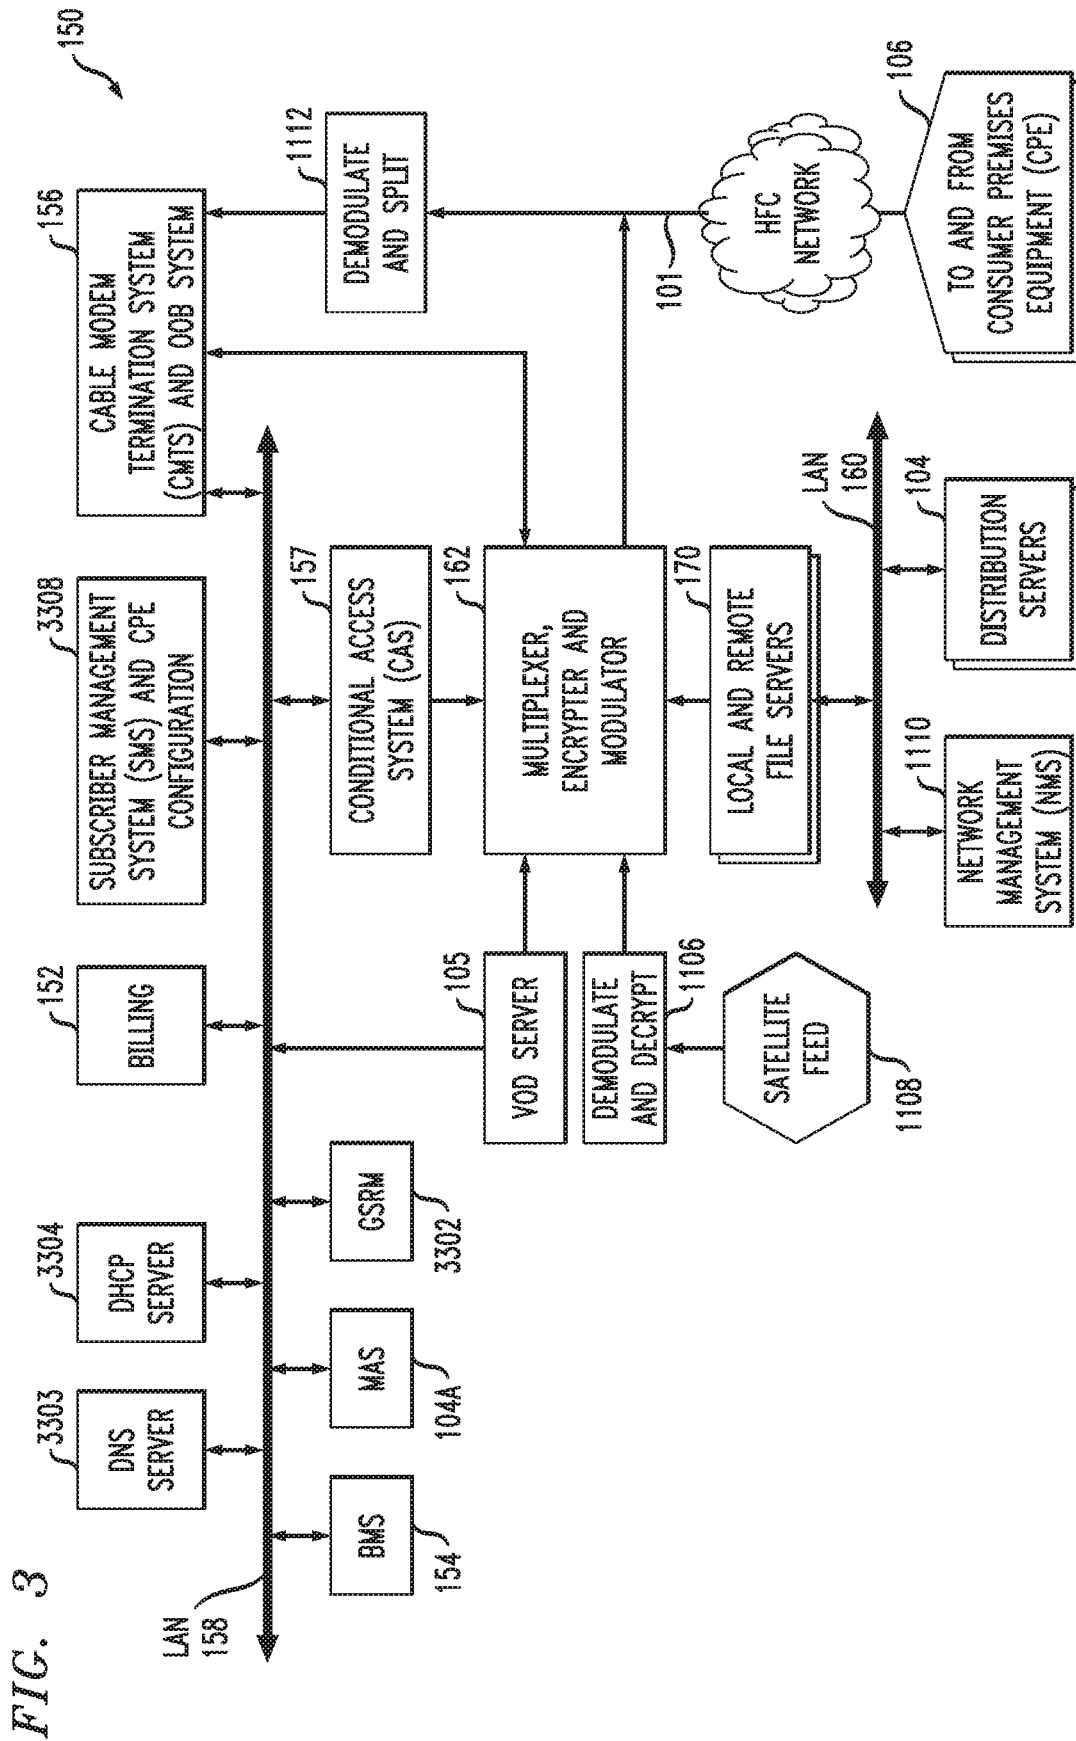 FIG. 3
150
3303
DNS
SERVER
3304
DHCP
SERVER
152
BILLING
3308
SUBSCRIBER MANAGEMENT
SYSTEM (SMS) AND CPE
CONFIGURATION
156
CABLE MODEM
TERMINATION SYSTEM
(CMTS) AND OOB SYSTEM
LAN
158
BMS
154
MAS
104A
GSRM
3302
157
CONDITIONAL ACCESS
SYSTEM (CAS)
1112
DEMODULATE
AND SPLIT
105
VOD SERVER
162
MULTIPLEXER,
ENCRYPTER AND
MODULATOR
DEMODULATE
AND DECRYPT
1106
101
SATELLITE
FEED
1108
170
LOCAL AND REMOTE
FILE SERVERS
HFC
NETWORK
LAN
160
NETWORK
MANAGEMENT
SYSTEM (NMS)
1110
DISTRIBUTION
SERVERS
104
TO AND FROM
CONSUMER PREMISES
EQUIPMENT (CPE)
106